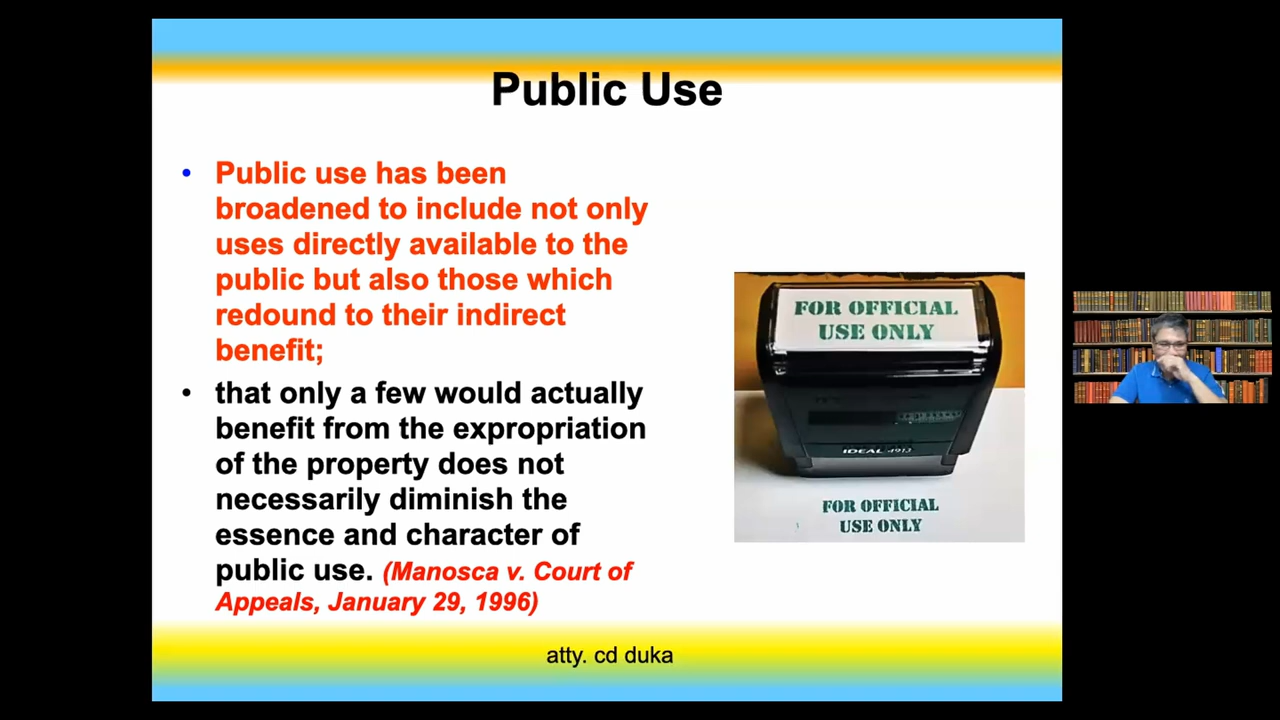 Public Use
• Public use has been
broadened to include not only
uses directly available to the
public but also those which
redound to their indirect
benefit;
• that only a few would actually
benefit from the expropriation
of the property does not
necessarily diminish the
essence and character of
public use. (Manosca v. Court of
Appeals, January 29, 1996)
FOR OFFICIAL
USE ONLY
IDEAL 4913
FOR OFFICIAL
USE ONLY
atty. cd duka